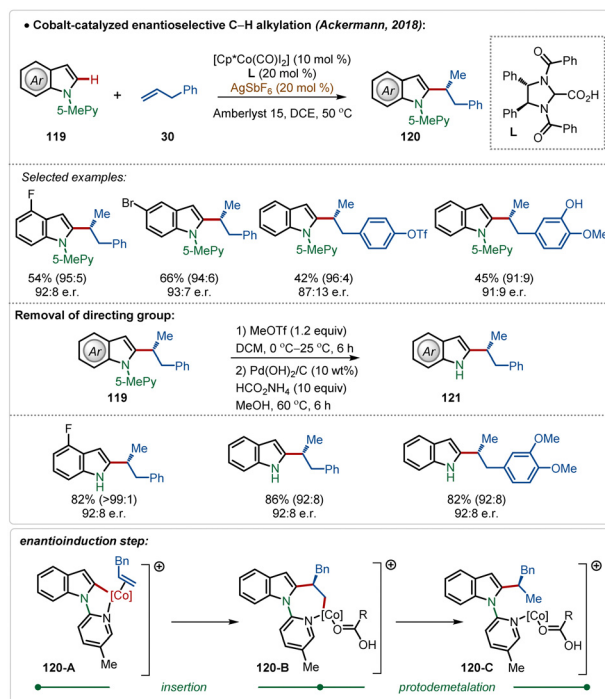 • Cobalt-catalyzed enantioselective C–H alkylation (Ackermann, 2018):
Ar
H
N
5-MePy
119
+
Ph
30
[Cp*Co(CO)I₂] (10 mol %)
L (20 mol %)
AgSbF₆ (20 mol %)
Amberlyst 15, DCE, 50 °C
Ar
Me
N
Ph
5-MePy
120
O
Ph
Ph
N
CO₂H
Ph
N
O
Ph
L
Selected examples:
F
Me
N
Ph
5-MePy
54% (95:5)
92:8 e.r.
Br
Me
N
Ph
5-MePy
66% (94:6)
93:7 e.r.
Me
N
OTf
5-MePy
42% (96:4)
87:13 e.r.
Me
OH
N
OMe
5-MePy
45% (91:9)
91:9 e.r.
Removal of directing group:
Ar
Me
N
Ph
5-MePy
119
1) MeOTf (1.2 equiv)
DCM, 0 °C–25 °C, 6 h
2) Pd(OH)₂/C (10 wt%)
HCO₂NH₄ (10 equiv)
MeOH, 60 °C, 6 h
Ar
Me
N
H
Ph
121
F
Me
N
H
Ph
82% (>99:1)
92:8 e.r.
Me
N
H
Ph
86% (92:8)
92:8 e.r.
Me
OMe
N
H
OMe
82% (92:8)
92:8 e.r.
enantioinduction step:
Bn
[Co]
N
N
Me
120-A
⊕
Bn
N
N
[Co]
R
O
OH
Me
120-B
⊕
Bn
Me
N
N
[Co]
R
O
OH
Me
120-C
⊕
insertion
protodemetalation